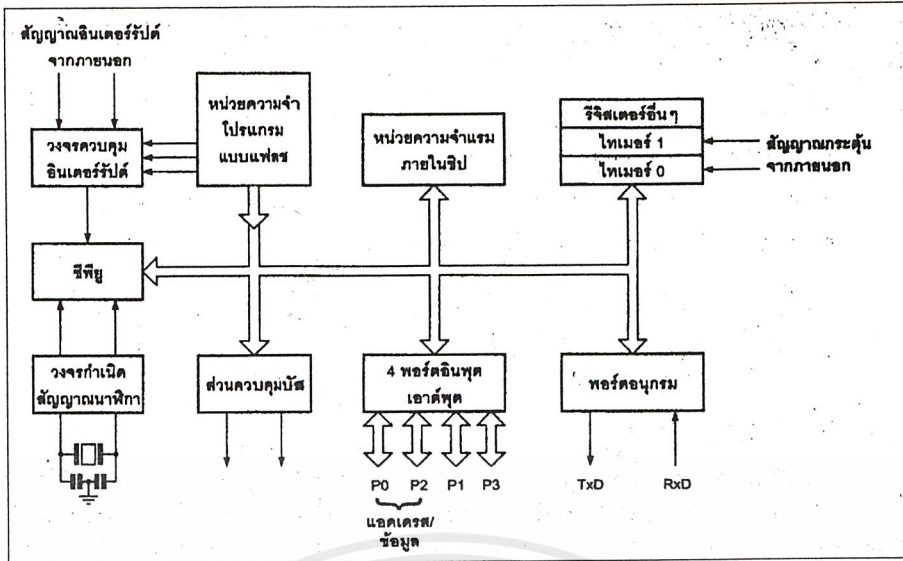 สัญญาณอินเตอร์รัปต์
จากภายนอก
หน่วยความจำ
โปรแกรม
แบบแฟลช
วงจรควบคุม
อินเตอร์รัปต์
หน่วยความจำแรม
ภายในชิป
รีจิสเตอร์อื่นๆ
ไทเมอร์ 1
ไทเมอร์ 0
สัญญาณกระตุ้น
จากภายนอก
ซีพียู
วงจรกำเนิด
สัญญาณนาฬิกา
ส่วนควบคุมบัส
4 พอร์ตอินพุต
เอาต์พุต
พอร์ตอนุกรม
P0 P2 P1 P3
TxD RxD
แอดเดรส/
ข้อมูล